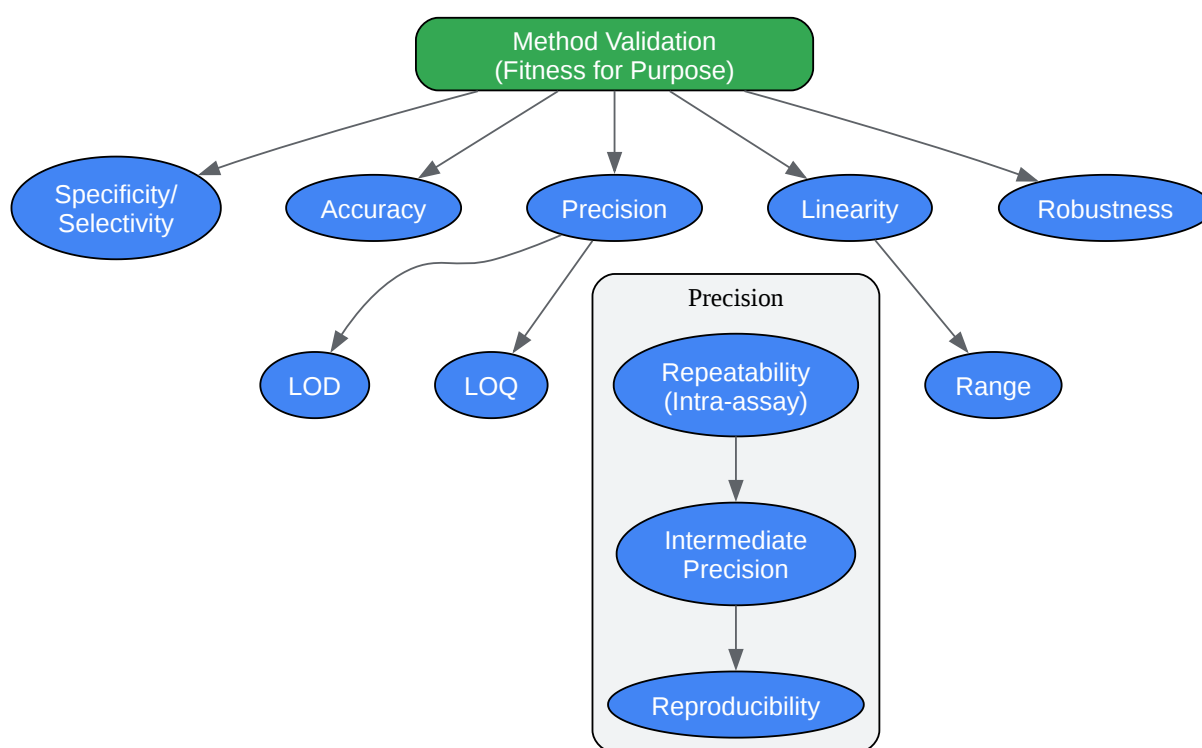 Method Validation
(Fitness for Purpose)
Specificity/
Selectivity
Accuracy
Precision
Linearity
Robustness
Precision
LOD
LOQ
Repeatability
(Intra-assay)
Range
Intermediate
Precision
Reproducibility